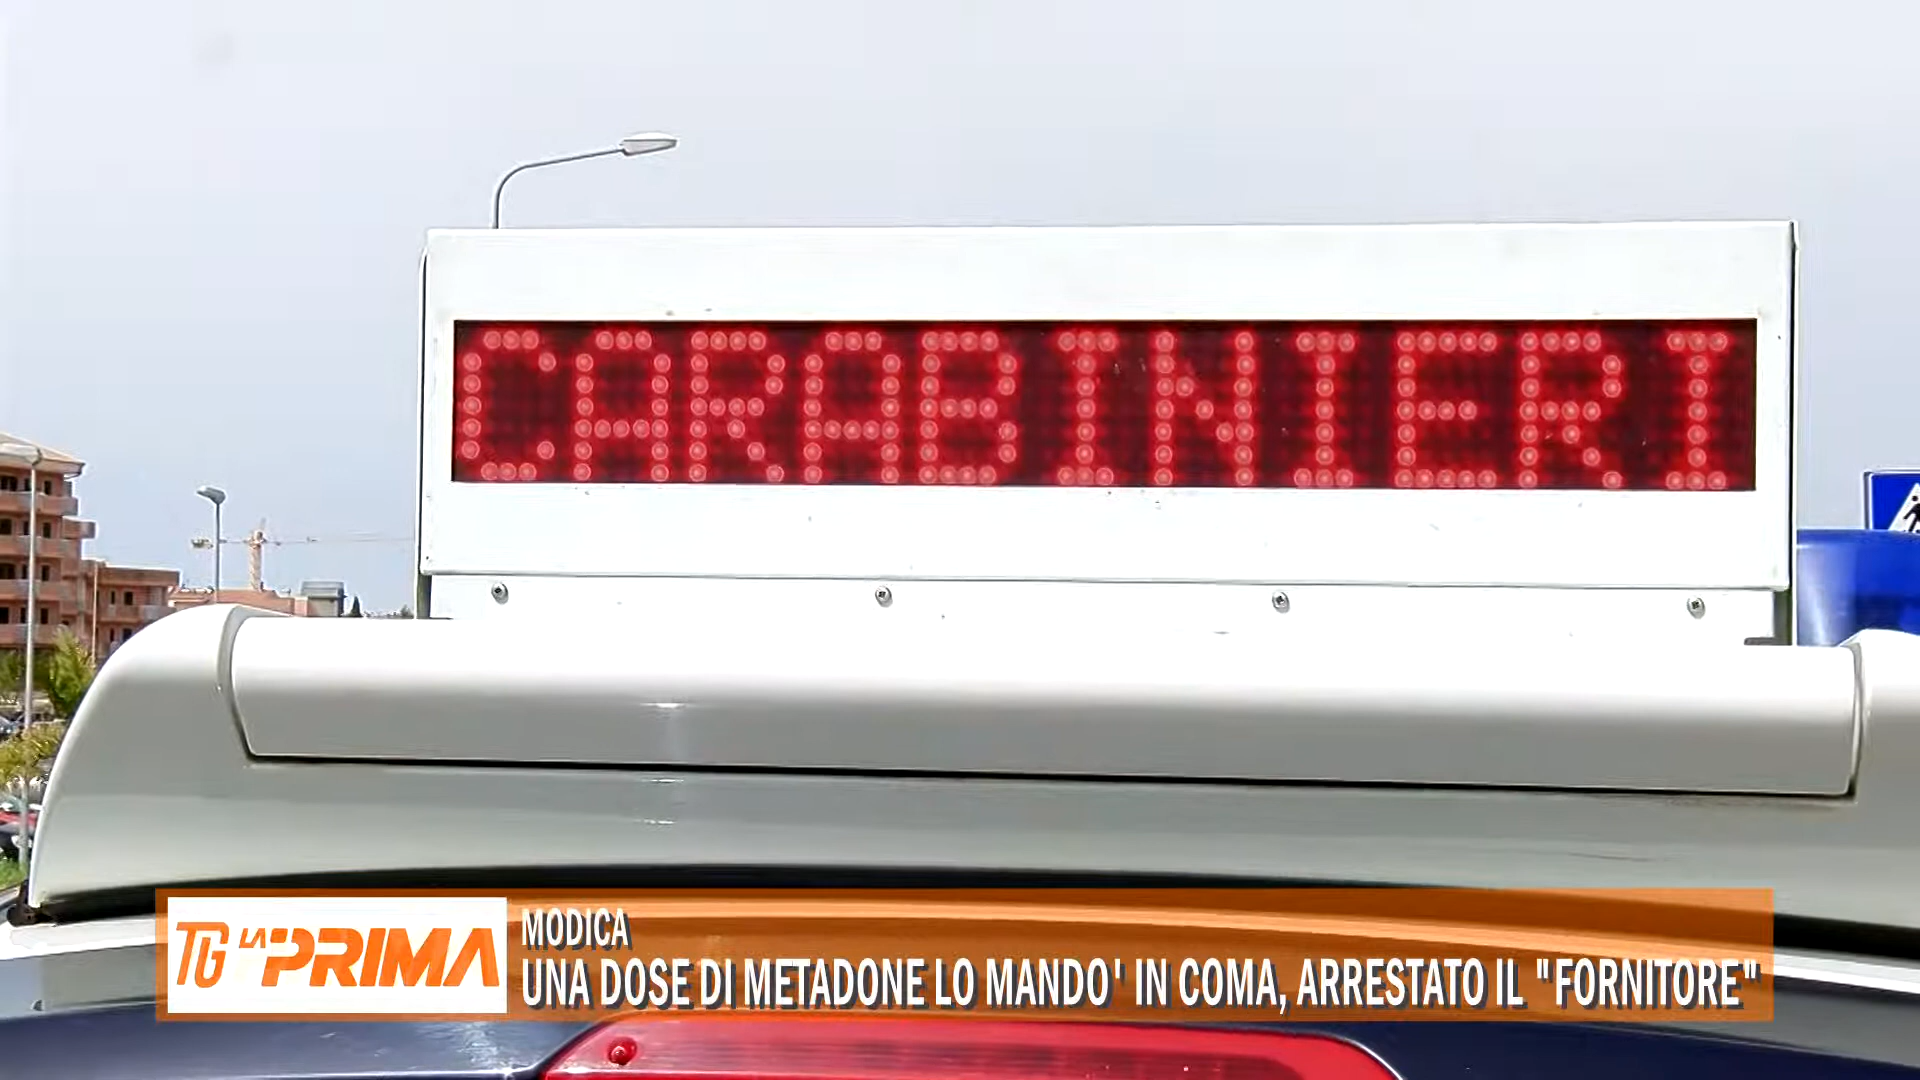 CARABINIERI
TG LA PRIMA
MODICA
UNA DOSE DI METADONE LO MANDO' IN COMA, ARRESTATO IL "FORNITORE"